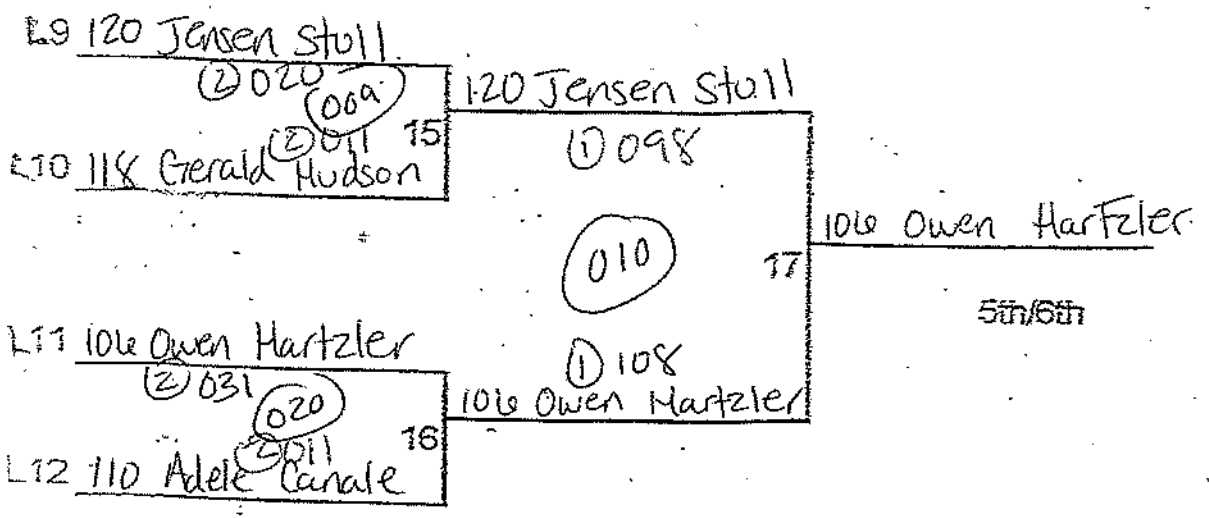 L9 120 Jensen Stoll
② 020
009
② 011
15
L10 118 Gerald Hudson
120 Jensen Stoll
① 098
010
17
106 Owen Hartzler
5th/6th
L11 106 Owen Hartzler
② 031
020
② 011
16
L12 110 Adele Canale
① 108
106 Owen Hartzler